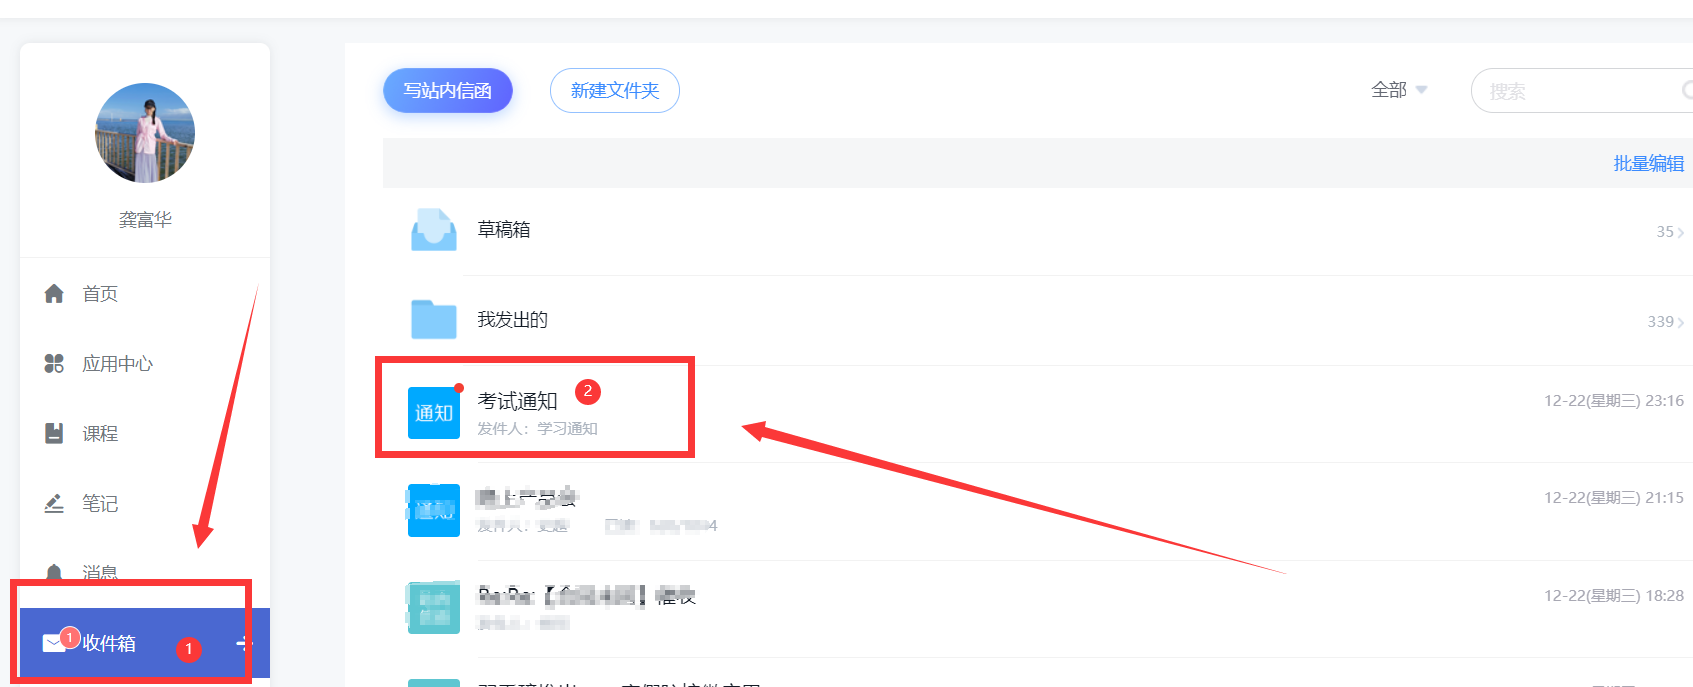 龚富华
首页
应用中心
课程
笔记
消息
1 收件箱 1
写站内信函 新建文件夹 全部 搜索
批量编辑
草稿箱 35
我发出的 339
通知 考试通知 2 12-22(星期三) 23:16
发件人：学习通知
12-22(星期三) 21:15
12-22(星期三) 18:28